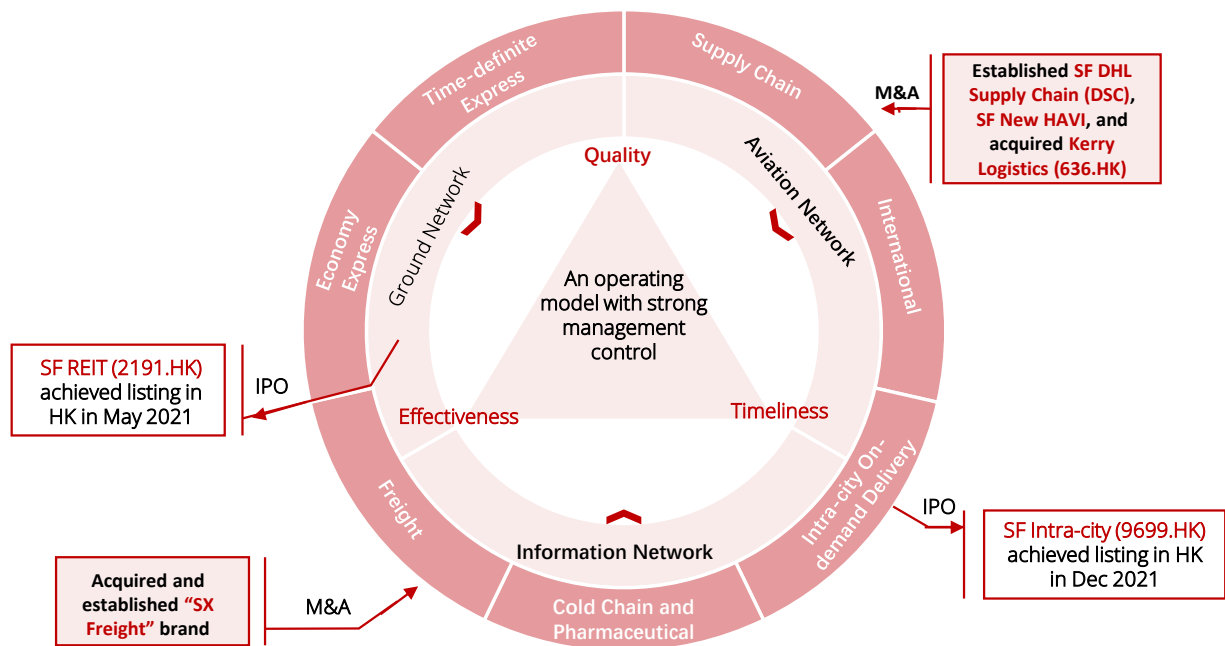 Time-definite
Express
Supply Chain
M&A
Established SF DHL
Supply Chain (DSC),
SF New HAVI, and
acquired Kerry
Logistics (636.HK)
Quality
Aviation Network
Ground Network
Economy
Express
International
An operating
model with strong
management
control
SF REIT (2191.HK)
achieved listing in
HK in May 2021
IPO
Effectiveness
Timeliness
Freight
Intra-city On-
demand Delivery
IPO
SF Intra-city (9699.HK)
achieved listing in HK
in Dec 2021
Information Network
Acquired and
established “SX
Freight” brand
M&A
Cold Chain and
Pharmaceutical